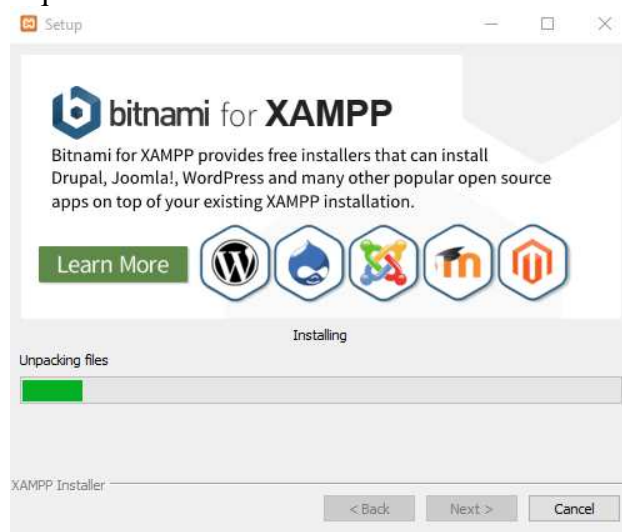 Setup
bitnami for XAMPP
Bitnami for XAMPP provides free installers that can install
Drupal, Joomla!, WordPress and many other popular open source
apps on top of your existing XAMPP installation.
Learn More
Installing
Unpacking files
XAMPP Installer
< Back Next > Cancel